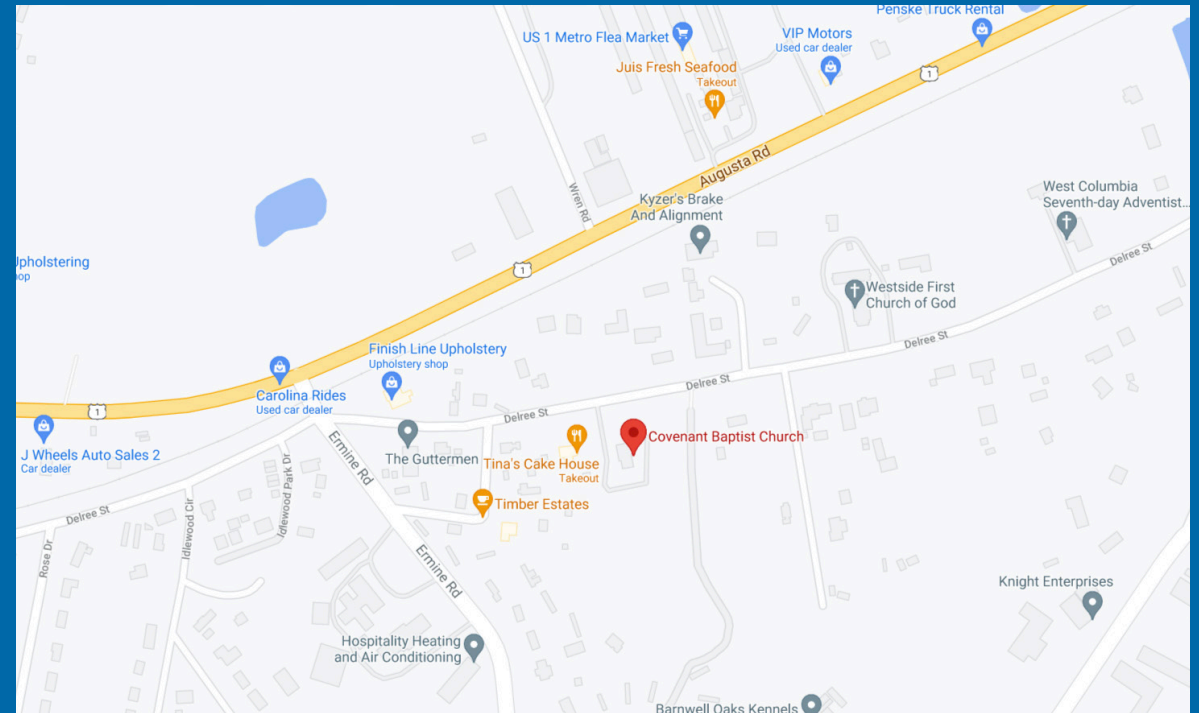 Penske Truck Rental
US 1 Metro Flea Market
VIP Motors
Used car dealer
Juis Fresh Seafood
Takeout
1
Augusta Rd
Wren Rd
Kyzer's Brake
And Alignment
West Columbia
Seventh-day Adventist...
Delree St
1
Westside First
Church of God
Delree St
Finish Line Upholstery
Upholstery shop
Carolina Rides
Used car dealer
1
Delree St
Delree St
J Wheels Auto Sales 2
Car dealer
The Guttermen
Tina's Cake House
Takeout
Covenant Baptist Church
Ermine Rd
Idlewood Park Dr
Timber Estates
Delree St
Idlewood Cir
Rose Dr
Ermine Rd
Knight Enterprises
Hospitality Heating
and Air Conditioning
Barnwell Oaks Kennels